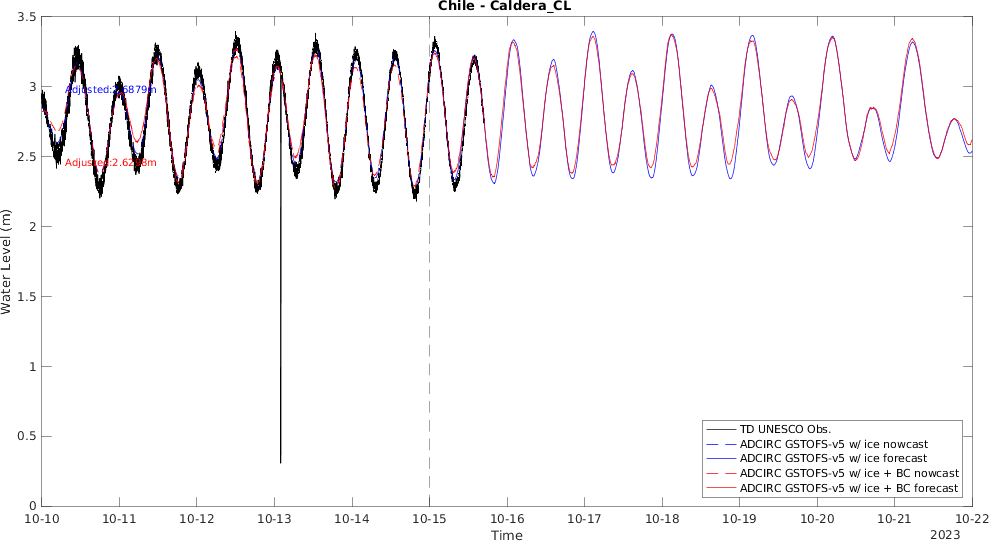 Chile - Caldera_CL
3.5
3
2.5
2
1.5
1
0.5
0
Water Level (m)
10-10
10-11
10-12
10-13
10-14
10-15
10-16
10-17
10-18
10-19
10-20
10-21
10-22
Time
2023
TD UNESCO Obs.
ADCIRC GSTOFS-v5 w/ ice nowcast
ADCIRC GSTOFS-v5 w/ ice forecast
ADCIRC GSTOFS-v5 w/ ice + BC nowcast
ADCIRC GSTOFS-v5 w/ ice + BC forecast